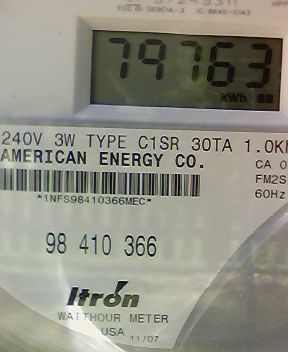 79763
kWh
240V 3W TYPE C1SR 30TA 1.0K
AMERICAN ENERGY CO.
CA 0
FM2S
60Hz
*1NFS98410366MEC*
98 410 366
Itrón
WATTHOUR METER
USA 11/07